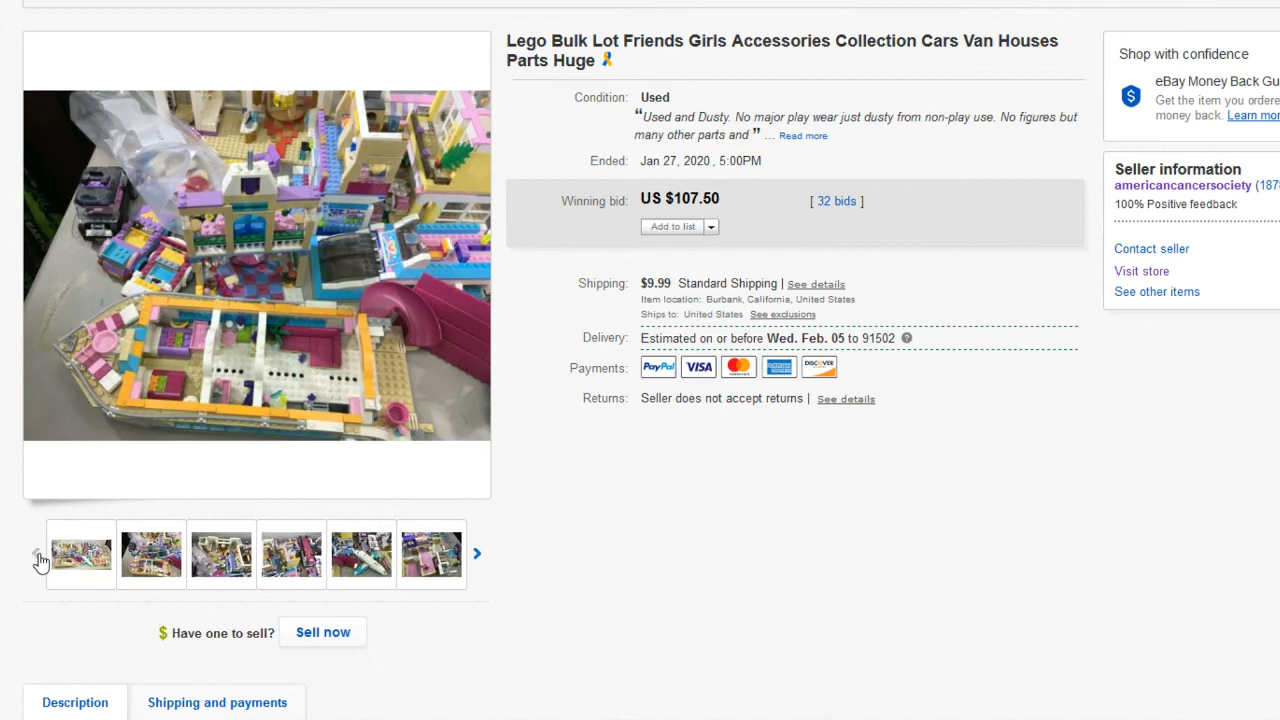 Lego Bulk Lot Friends Girls Accessories Collection Cars Van Houses
Parts Huge
Condition: Used
“Used and Dusty. No major play wear just dusty from non-play use. No figures but
many other parts and ” ... Read more
Ended: Jan 27, 2020 , 5:00PM
Winning bid: US $107.50 [ 32 bids ]
Add to list
Shipping: $9.99 Standard Shipping | See details
Item location: Burbank, California, United States
Ships to: United States See exclusions
Delivery: Estimated on or before Wed. Feb. 05 to 91502 ?
Payments: PayPal VISA MasterCard DISCOVER
Returns: Seller does not accept returns | See details
Shop with confidence
$ eBay Money Back Gu
Get the item you ordere
money back. Learn mor
Seller information
americancancersociety (187
100% Positive feedback
Contact seller
Visit store
See other items
$ Have one to sell? Sell now
Description Shipping and payments